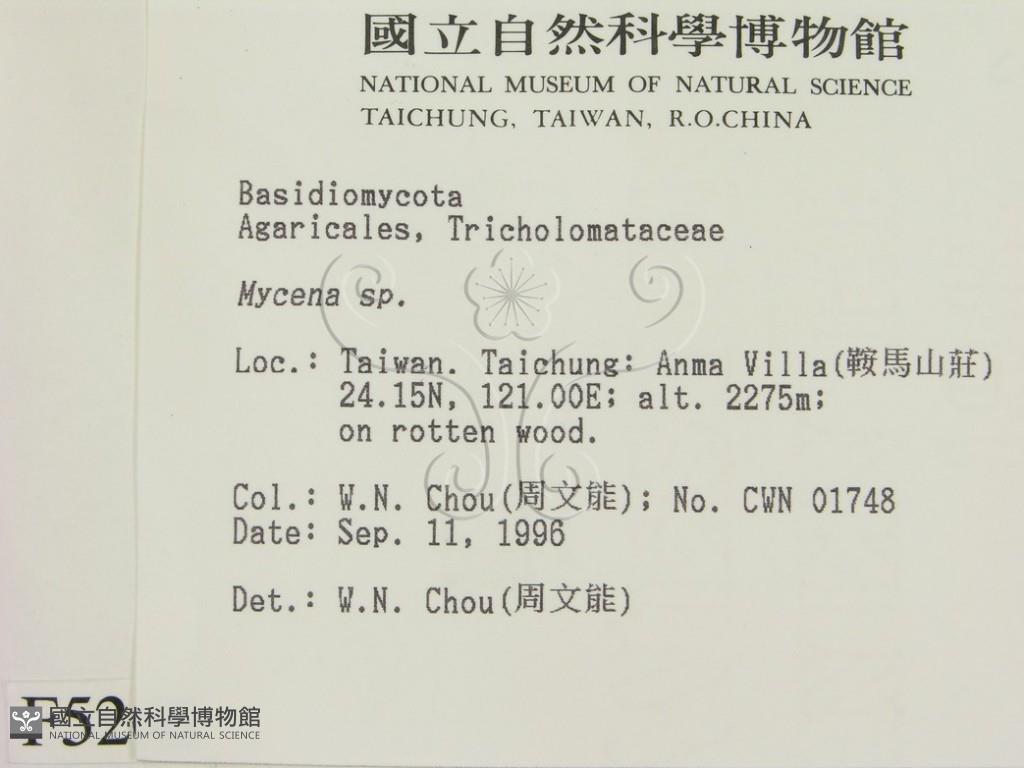 國立自然科學博物館
NATIONAL MUSEUM OF NATURAL SCIENCE
TAICHUNG, TAIWAN, R.O.CHINA
Basidiomycota
Agaricales, Tricholomataceae
Mycena sp.
Loc.: Taiwan. Taichung: Anma Villa(鞍馬山莊)
24.15N, 121.00E; alt. 2275m;
on rotten wood.
Col.: W.N. Chou(周文能); No. CWN 01748
Date: Sep. 11, 1996
Det.: W.N. Chou(周文能)
F52
國立自然科學博物館
NATIONAL MUSEUM OF NATURAL SCIENCE